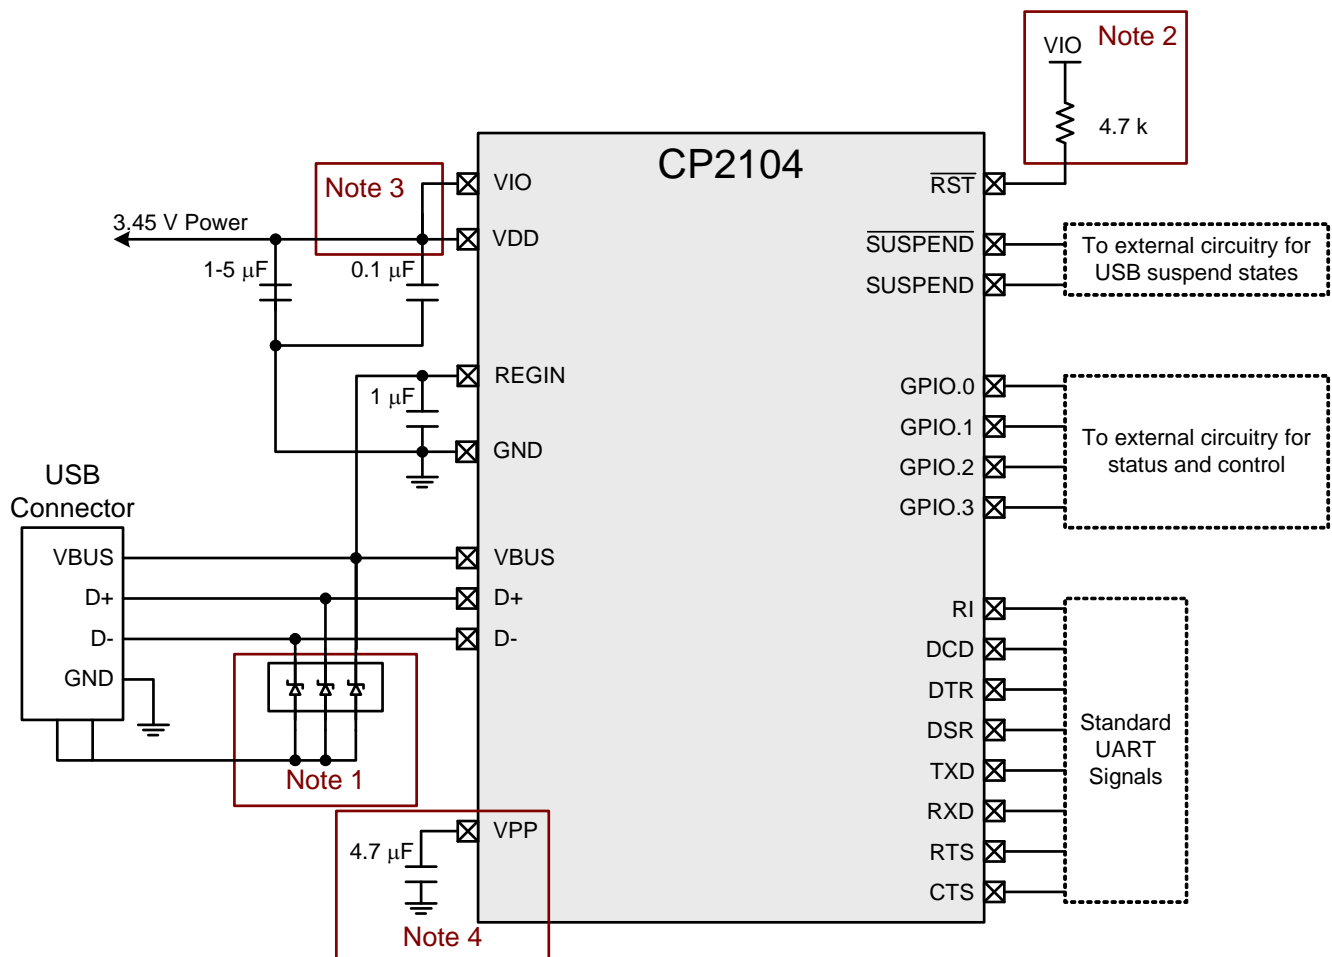 Note 2
VIO
4.7 k
CP2104
Note 3
VIO
RST
3.45 V Power
VDD
SUSPEND
To external circuitry for
USB suspend states
1-5 µF
0.1 µF
SUSPEND
REGIN
1 µF
GPIO.0
GPIO.1
To external circuitry for
status and control
GND
GPIO.2
GPIO.3
USB
Connector
VBUS
VBUS
D+
D+
D-
D-
GND
RI
DCD
DTR
DSR
TXD
RXD
RTS
CTS
Standard
UART
Signals
Note 1
VPP
4.7 µF
Note 4